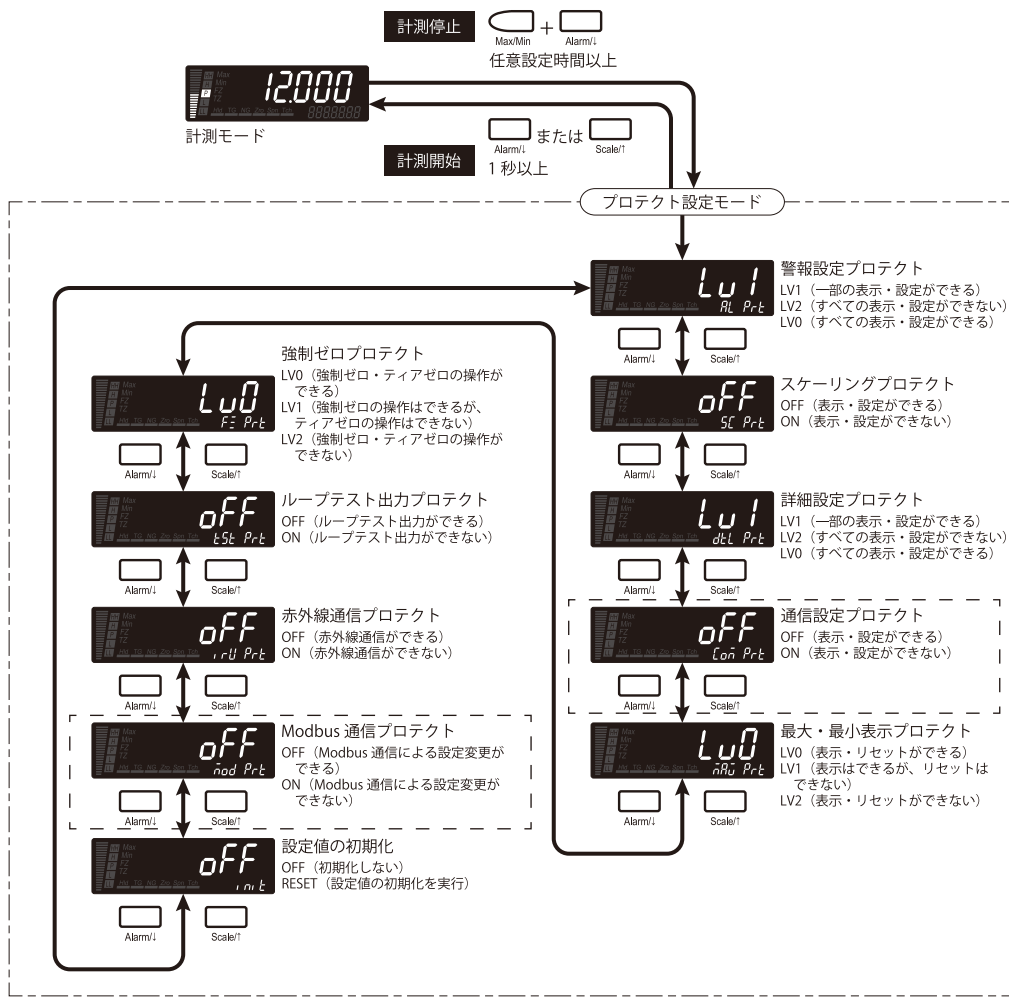 計測停止
Max/Min
+
Alarm/↓
任意設定時間以上
12.000
計測モード
計測開始
Alarm/↓
または
Scale/↑
1 秒以上
プロテクト設定モード
Lv1
AL Prt
警報設定プロテクト
LV1（一部の表示・設定ができる）
LV2（すべての表示・設定ができない）
LV0（すべての表示・設定ができる）
Alarm/↓
Scale/↑
oFF
SC Prt
スケーリングプロテクト
OFF（表示・設定ができる）
ON（表示・設定ができない）
Alarm/↓
Scale/↑
Lv1
dtL Prt
詳細設定プロテクト
LV1（一部の表示・設定ができる）
LV2（すべての表示・設定ができない）
LV0（すべての表示・設定ができる）
Alarm/↓
Scale/↑
oFF
Com Prt
通信設定プロテクト
OFF（表示・設定ができる）
ON（表示・設定ができない）
Alarm/↓
Scale/↑
Lv0
最大・最小表示プロテクト
LV0（表示・リセットができる）
LV1（表示はできるが、リセットは
できない）
LV2（表示・リセットができない）
Alarm/↓
Scale/↑
Lv0
FZ Prt
強制ゼロプロテクト
LV0（強制ゼロ・ティアゼロの操作が
できる）
LV1（強制ゼロの操作はできるが、
ティアゼロの操作はできない）
LV2（強制ゼロ・ティアゼロの操作が
できない）
Alarm/↓
Scale/↑
oFF
tSt Prt
ループテスト出力プロテクト
OFF（ループテスト出力ができる）
ON（ループテスト出力ができない）
Alarm/↓
Scale/↑
oFF
irU Prt
赤外線通信プロテクト
OFF（赤外線通信ができる）
ON（赤外線通信ができない）
Alarm/↓
Scale/↑
oFF
mod Prt
Modbus 通信プロテクト
OFF（Modbus 通信による設定変更が
できる）
ON（Modbus 通信による設定変更が
できない）
Alarm/↓
Scale/↑
oFF
init
設定値の初期化
OFF（初期化しない）
RESET（設定値の初期化を実行）
Alarm/↓
Scale/↑